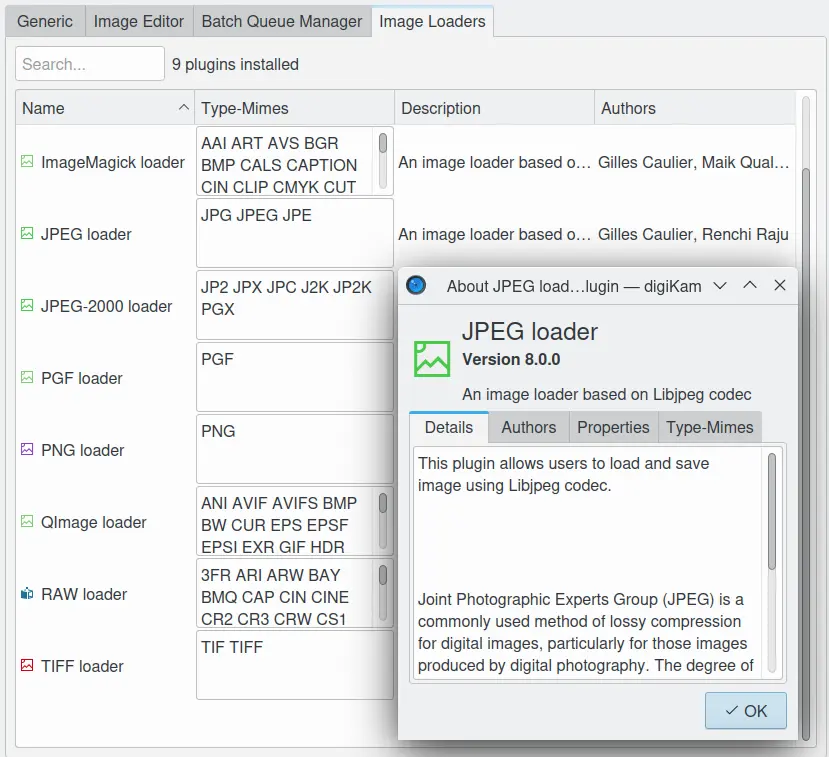 Generic Image Editor Batch Queue Manager Image Loaders
Search... 9 plugins installed
Name Type-Mimes Description Authors
ImageMagick loader
AAI ART AVS BGR
BMP CALS CAPTION
CIN CLIP CMYK CUT
An image loader based o... Gilles Caulier, Maik Qual...
JPEG loader
JPG JPEG JPE
An image loader based o... Gilles Caulier, Renchi Raju
JPEG-2000 loader
JP2 JPX JPC J2K JP2K
PGX
PGF loader
PGF
PNG loader
PNG
QImage loader
ANI AVIF AVIFS BMP
BW CUR EPS EPSF
EPSI EXR GIF HDR
RAW loader
3FR ARI ARW BAY
BMQ CAP CIN CINE
CR2 CR3 CRW CS1
TIFF loader
TIF TIFF
About JPEG load...lugin — digiKam
JPEG loader
Version 8.0.0
An image loader based on Libjpeg codec
Details Authors Properties Type-Mimes
This plugin allows users to load and save
image using Libjpeg codec.
Joint Photographic Experts Group (JPEG) is a
commonly used method of lossy compression
for digital images, particularly for those images
produced by digital photography. The degree of
OK